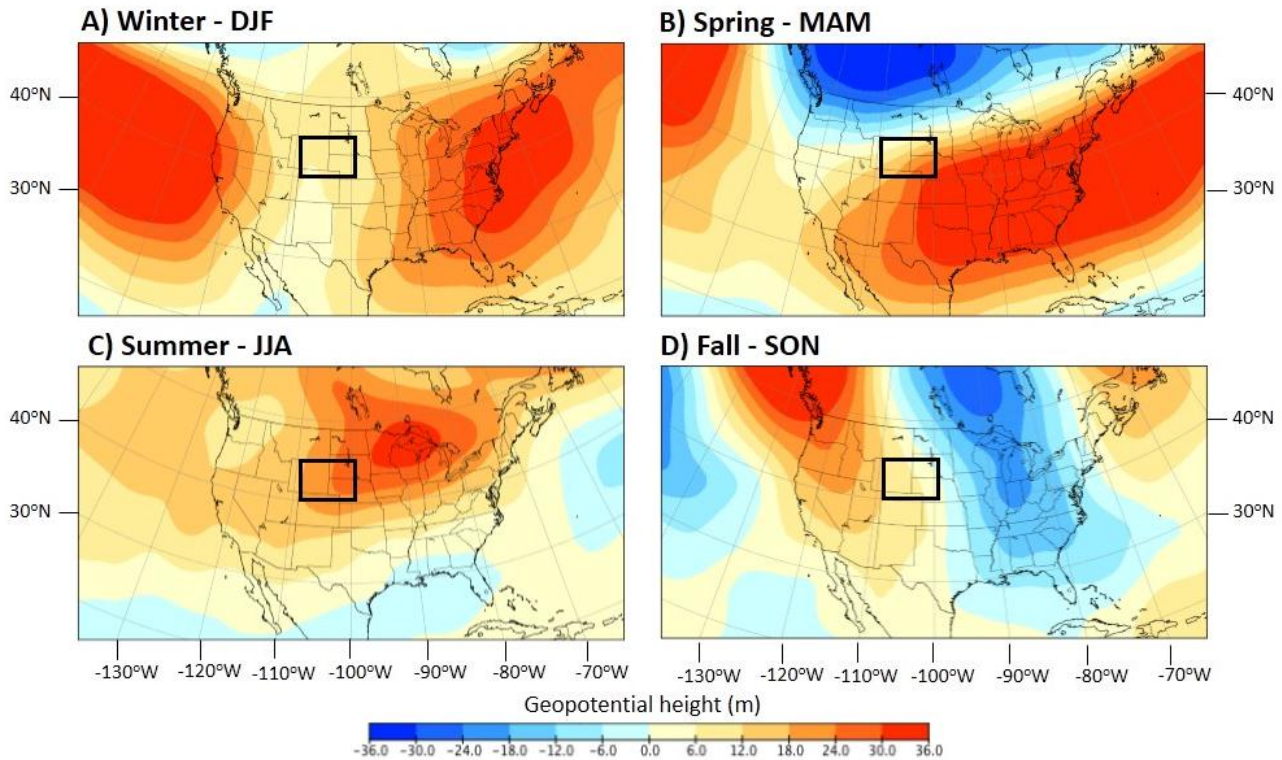 A) Winter - DJF
B) Spring - MAM
40°N
30°N
40°N
30°N
C) Summer - JJA
D) Fall - SON
40°N
30°N
40°N
30°N
-130°W -120°W -110°W -100°W -90°W -80°W -70°W
-130°W -120°W -110°W -100°W -90°W -80°W -70°W
Geopotential height (m)
-36.0 -30.0 -24.0 -18.0 -12.0 -6.0 0.0 6.0 12.0 18.0 24.0 30.0 36.0